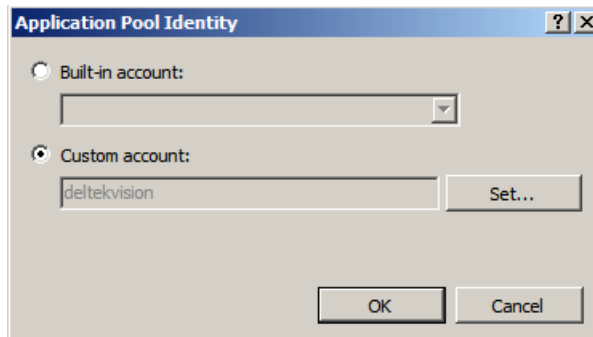 Application Pool Identity
Built-in account:
Custom account:
deltekvision
Set...
OK
Cancel